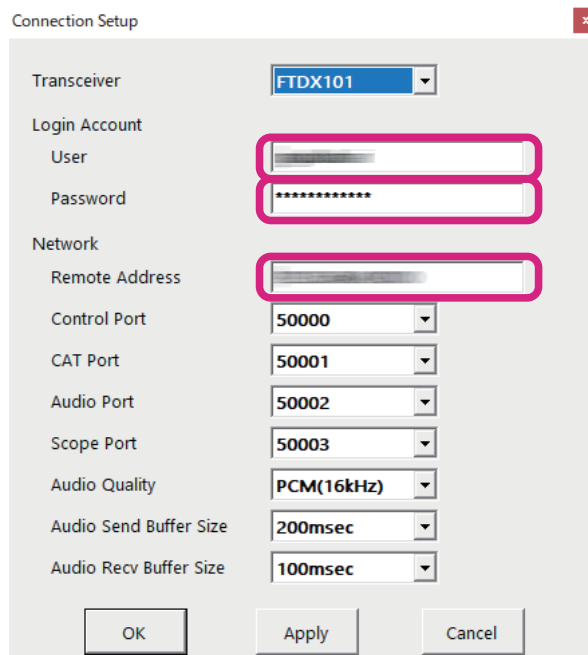 Connection Setup
x
Transceiver FTDX101
Login Account
User
Password ************
Network
Remote Address
Control Port 50000
CAT Port 50001
Audio Port 50002
Scope Port 50003
Audio Quality PCM(16kHz)
Audio Send Buffer Size 200msec
Audio Recv Buffer Size 100msec
OK Apply Cancel